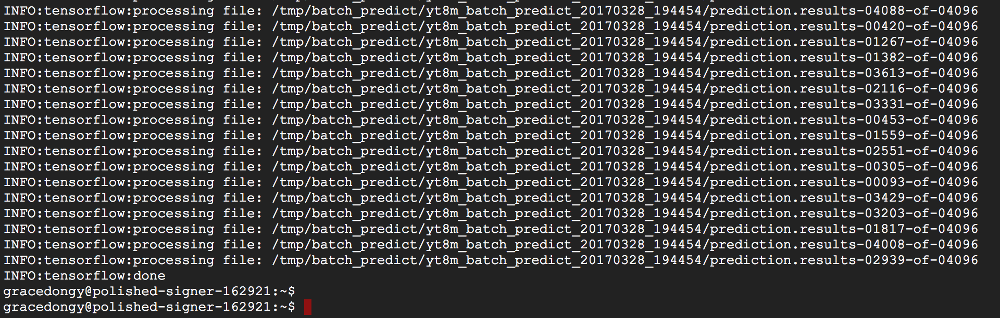 INFO:tensorflow:processing file: /tmp/batch_predict/yt8m_batch_predict_20170328_194454/prediction.results-04088-of-04096
INFO:tensorflow:processing file: /tmp/batch_predict/yt8m_batch_predict_20170328_194454/prediction.results-00420-of-04096
INFO:tensorflow:processing file: /tmp/batch_predict/yt8m_batch_predict_20170328_194454/prediction.results-01267-of-04096
INFO:tensorflow:processing file: /tmp/batch_predict/yt8m_batch_predict_20170328_194454/prediction.results-01382-of-04096
INFO:tensorflow:processing file: /tmp/batch_predict/yt8m_batch_predict_20170328_194454/prediction.results-03613-of-04096
INFO:tensorflow:processing file: /tmp/batch_predict/yt8m_batch_predict_20170328_194454/prediction.results-02116-of-04096
INFO:tensorflow:processing file: /tmp/batch_predict/yt8m_batch_predict_20170328_194454/prediction.results-03331-of-04096
INFO:tensorflow:processing file: /tmp/batch_predict/yt8m_batch_predict_20170328_194454/prediction.results-00453-of-04096
INFO:tensorflow:processing file: /tmp/batch_predict/yt8m_batch_predict_20170328_194454/prediction.results-01559-of-04096
INFO:tensorflow:processing file: /tmp/batch_predict/yt8m_batch_predict_20170328_194454/prediction.results-02551-of-04096
INFO:tensorflow:processing file: /tmp/batch_predict/yt8m_batch_predict_20170328_194454/prediction.results-00305-of-04096
INFO:tensorflow:processing file: /tmp/batch_predict/yt8m_batch_predict_20170328_194454/prediction.results-00093-of-04096
INFO:tensorflow:processing file: /tmp/batch_predict/yt8m_batch_predict_20170328_194454/prediction.results-03429-of-04096
INFO:tensorflow:processing file: /tmp/batch_predict/yt8m_batch_predict_20170328_194454/prediction.results-03203-of-04096
INFO:tensorflow:processing file: /tmp/batch_predict/yt8m_batch_predict_20170328_194454/prediction.results-01817-of-04096
INFO:tensorflow:processing file: /tmp/batch_predict/yt8m_batch_predict_20170328_194454/prediction.results-04008-of-04096
INFO:tensorflow:processing file: /tmp/batch_predict/yt8m_batch_predict_20170328_194454/prediction.results-02939-of-04096
INFO:tensorflow:done
gracedongy@polished-signer-162921:~$
gracedongy@polished-signer-162921:~$